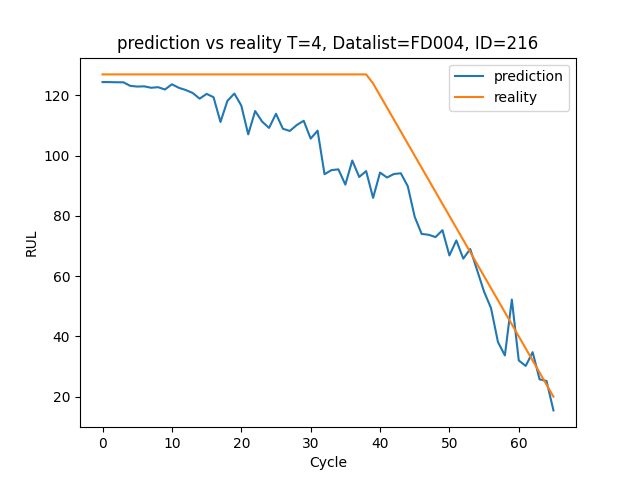 prediction vs reality T=4, Datalist=FD004, ID=216
prediction
reality
120
100
80
60
40
20
RUL
0 10 20 30 40 50 60
Cycle